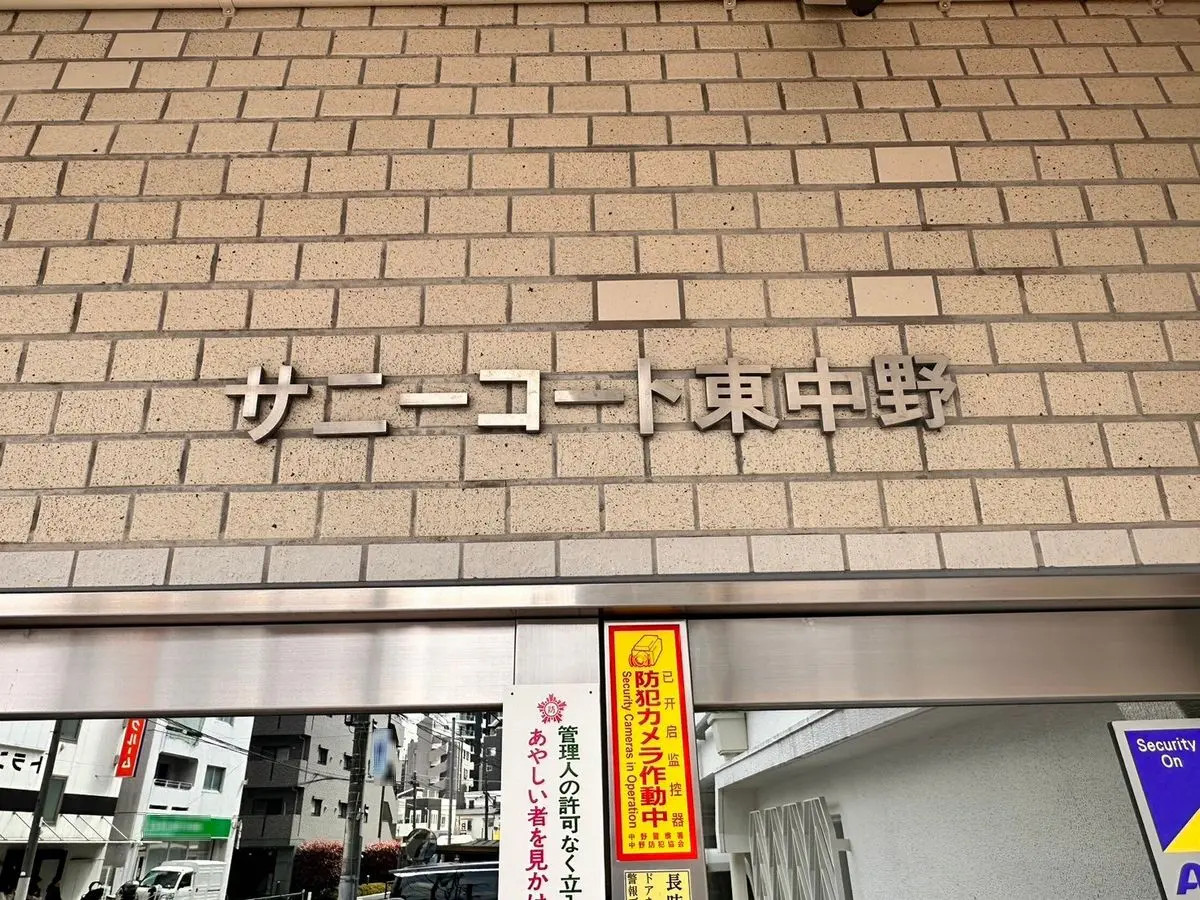 サニーコート東中野
防犯カメラ作動中
已开启监控器
Security Cameras in Operation
中野警察署
中野防犯協会
管理人の許可なく立
あやしい者を見かけ
Security
On